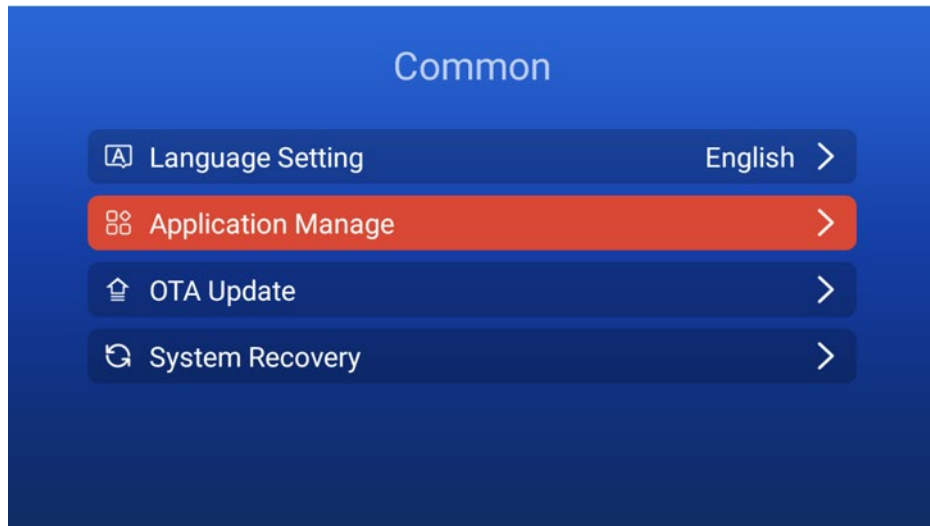 Common
Language Setting English
Application Manage
OTA Update
System Recovery